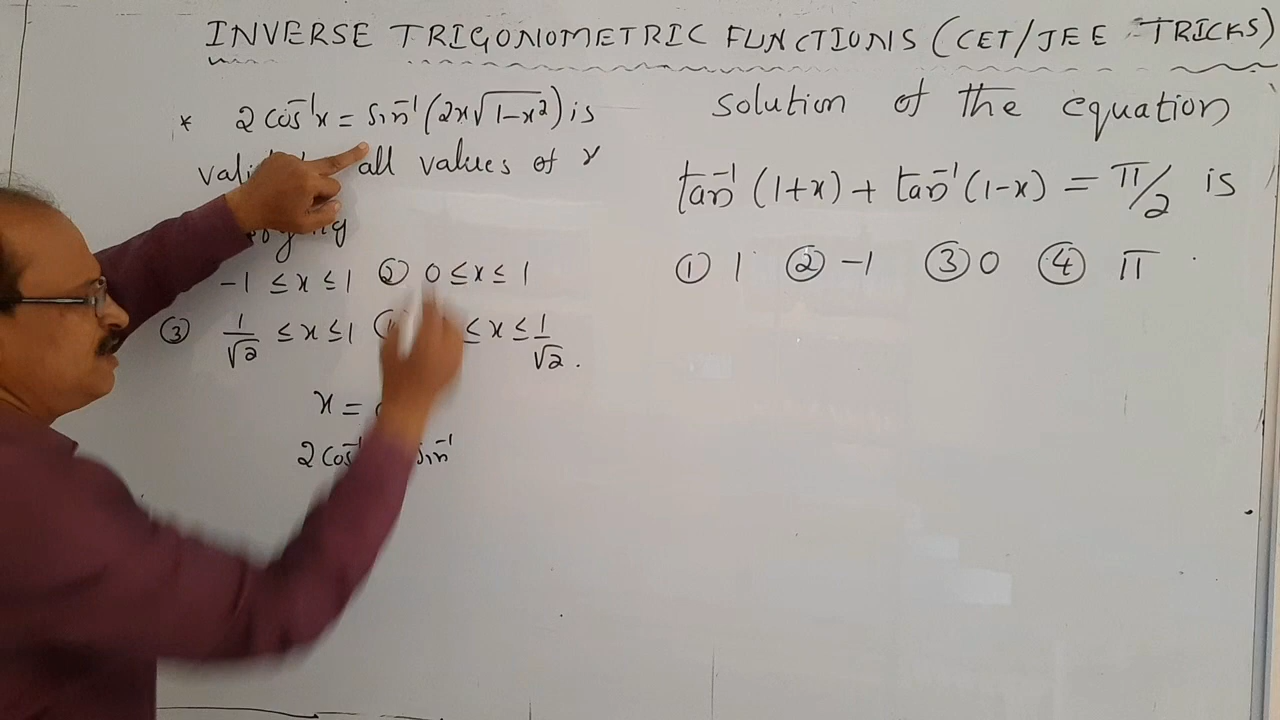 INVERSE TRIGONOMETRIC FUNCTIONS (CET/JEE TRICKS)
* 2 cos⁻¹x = sin⁻¹(2x√1-x²) is
all values of x
-1 ≤ x ≤ 1 ② 0 ≤ x ≤ 1
③ 1/√2 ≤ x ≤ 1 ≤ x ≤ 1/√2 .
x =
2 cos⁻¹ sin⁻¹
solution of the equation
tan⁻¹(1+x) + tan⁻¹(1-x) = π/2 is
① 1 ② -1 ③ 0 ④ π .